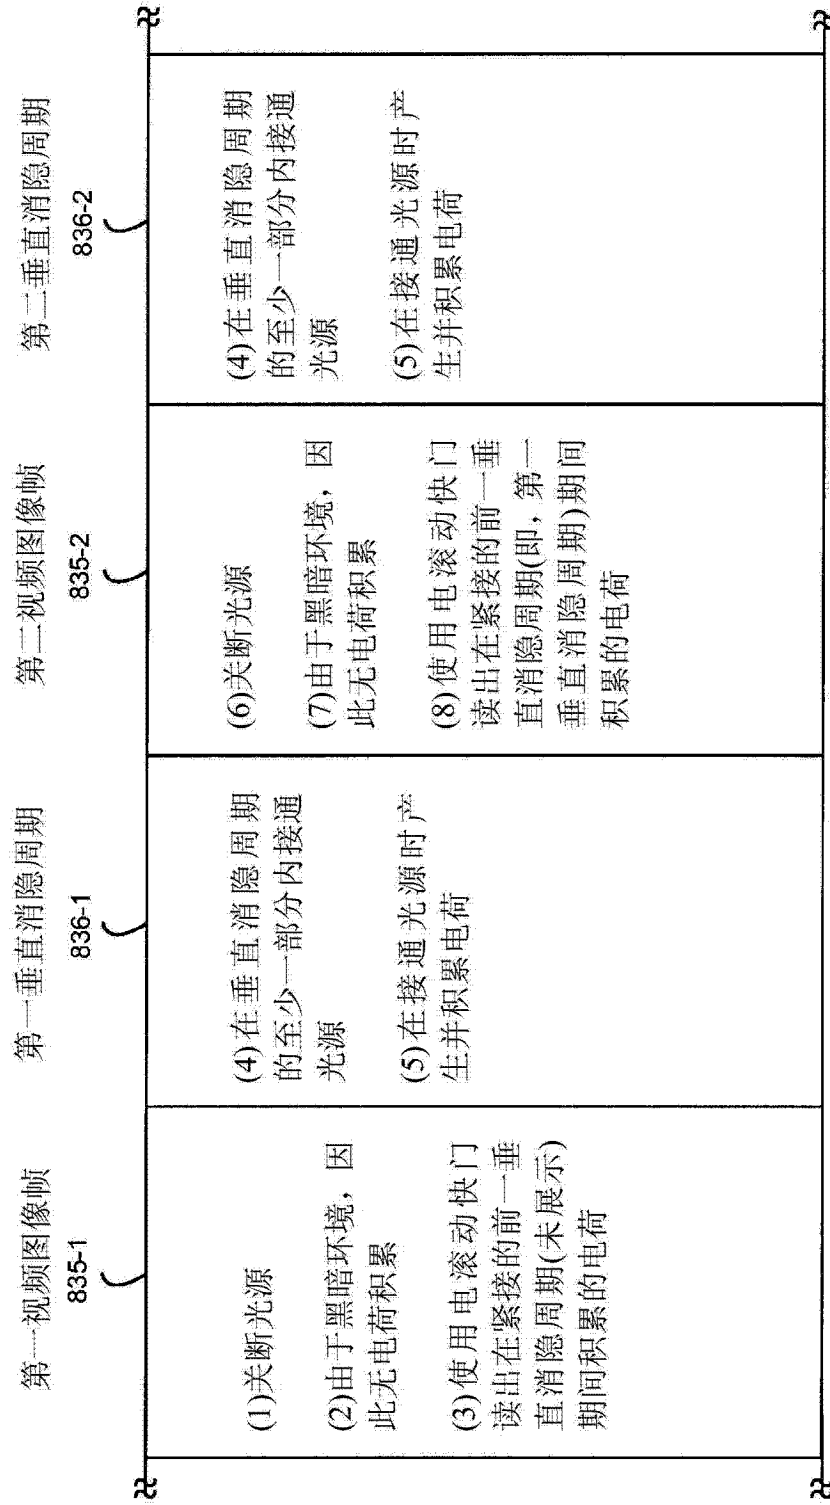 第一视频图像帧
835-1
(1)关断光源
(2)由于黑暗环境，因
此无电荷积累
(3)使用电滚动快门
读出在紧接的前一垂
直消隐周期(未展示)
期间积累的电荷
第一垂直消隐周期
836-1
(4)在垂直消隐周期
的至少一部分内接通
光源
(5)在接通光源时产
生并积累电荷
第二视频图像帧
835-2
(6)关断光源
(7)由于黑暗环境，因
此无电荷积累
(8)使用电滚动快门
读出在紧接的前一垂
直消隐周期(即，第一
垂直消隐周期)期间
积累的电荷
第二垂直消隐周期
836-2
(4)在垂直消隐周期
的至少一部分内接通
光源
(5)在接通光源时产
生并积累电荷